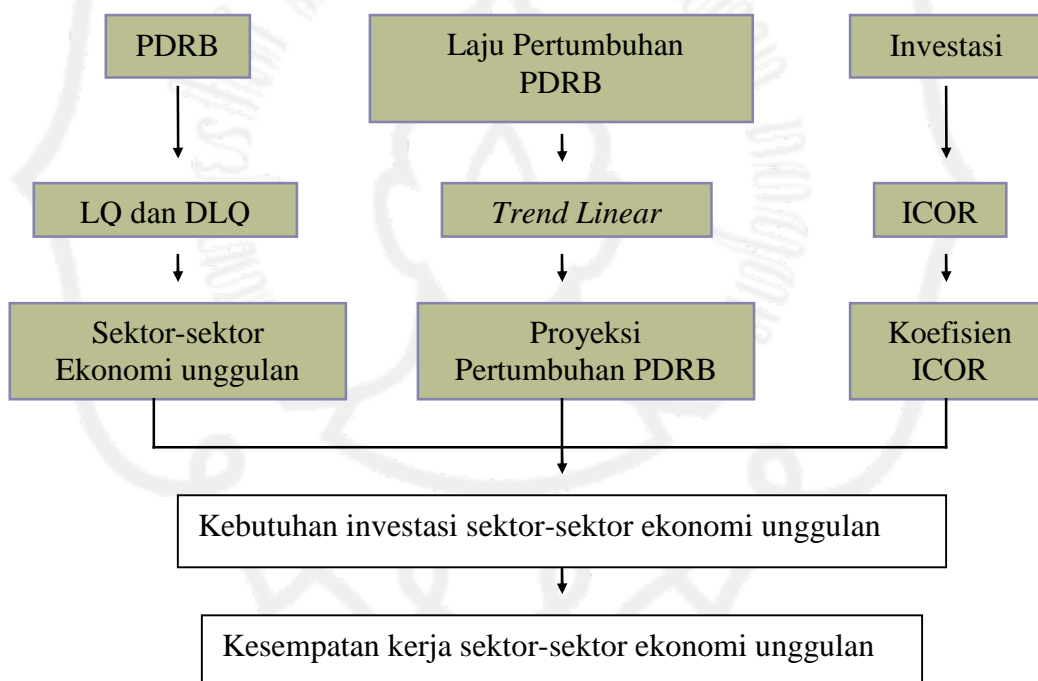 PDRB
Laju Pertumbuhan
PDRB
Investasi
LQ dan DLQ
Trend Linear
ICOR
Sektor-sektor
Ekonomi unggulan
Proyeksi
Pertumbuhan PDRB
Koefisien
ICOR
Kebutuhan investasi sektor-sektor ekonomi unggulan
Kesempatan kerja sektor-sektor ekonomi unggulan